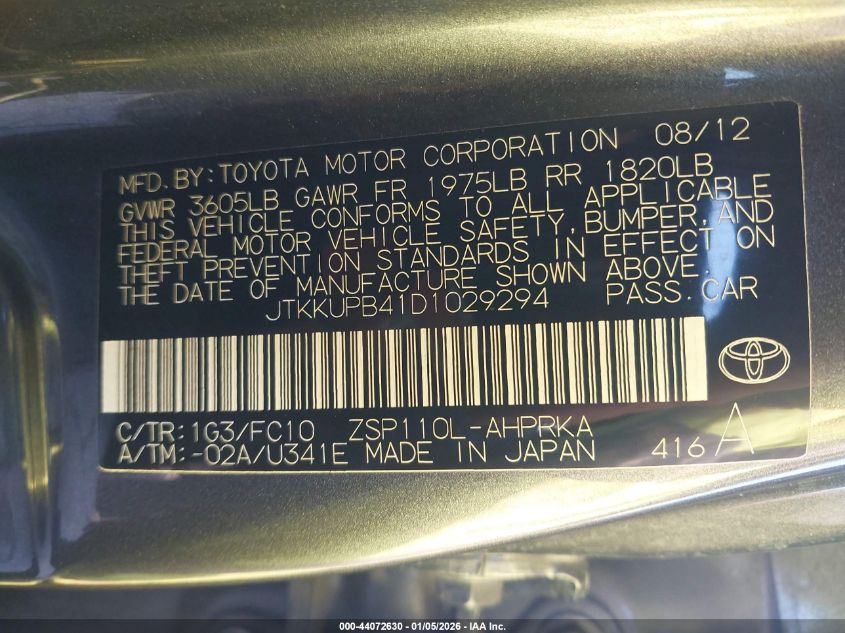 MFD.BY:TOYOTA MOTOR CORPORATION 08/12
GVWR 3605LB GAWR FR 1975LB RR 1820LB
THIS VEHICLE CONFORMS TO ALL APPLICABLE
FEDERAL MOTOR VEHICLE SAFETY,BUMPER,AND
THEFT PREVENTION STANDARDS IN EFFECT ON
THE DATE OF MANUFACTURE SHOWN ABOVE.
JTKKUPB41D1029294 PASS.CAR
C/TR:1G3/FC10 ZSP110L-AHPRKA
A/TM:-02A/U341E MADE IN JAPAN 416 A
000-44072630 - 01/05/2026 - IAA Inc.